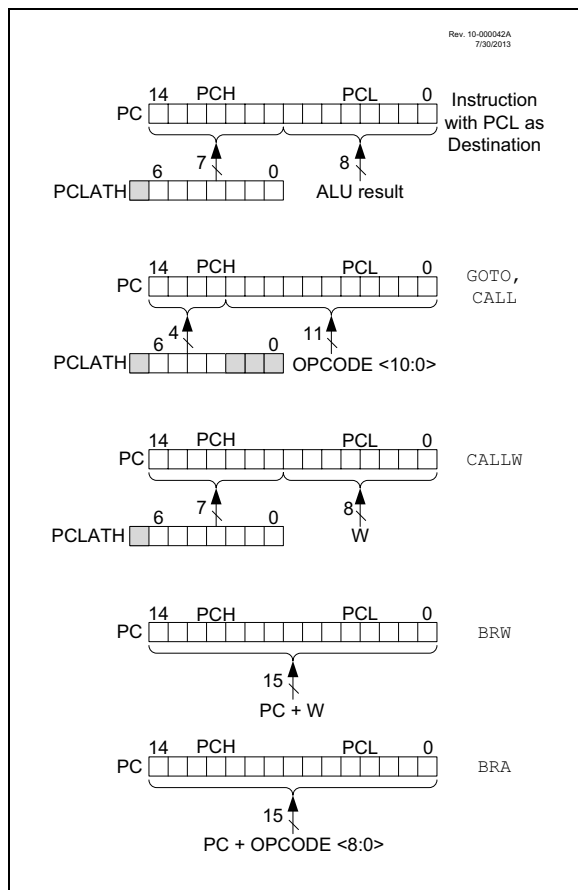 Rev. 10-000042A
7/30/2013
14 PCH PCL 0
PC
Instruction
with PCL as
Destination
7 8
6 0
PCLATH
ALU result
14 PCH PCL 0
PC
GOTO,
CALL
4 11
6 0
PCLATH
OPCODE <10:0>
14 PCH PCL 0
PC
CALLW
7 8
6 0
PCLATH
W
14 PCH PCL 0
PC
BRW
15
PC + W
14 PCH PCL 0
PC
BRA
15
PC + OPCODE <8:0>